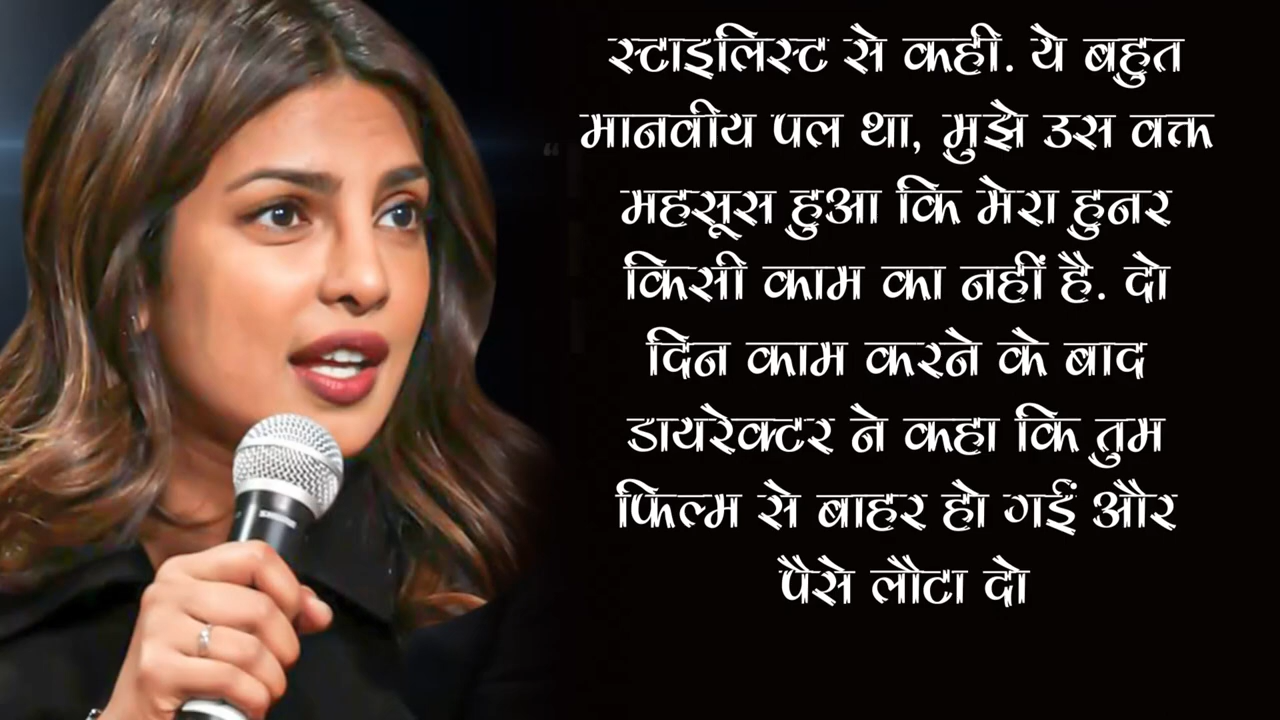 स्टाइलिस्ट से कही. ये बहुत
मानवीय पल था, मुझे उस वक्त
महसूस हुआ कि मेरा हुनर
किसी काम का नहीं है. दो
दिन काम करने के बाद
डायरेक्टर ने कहा कि तुम
फिल्म से बाहर हो गईं और
पैसे लौटा दो